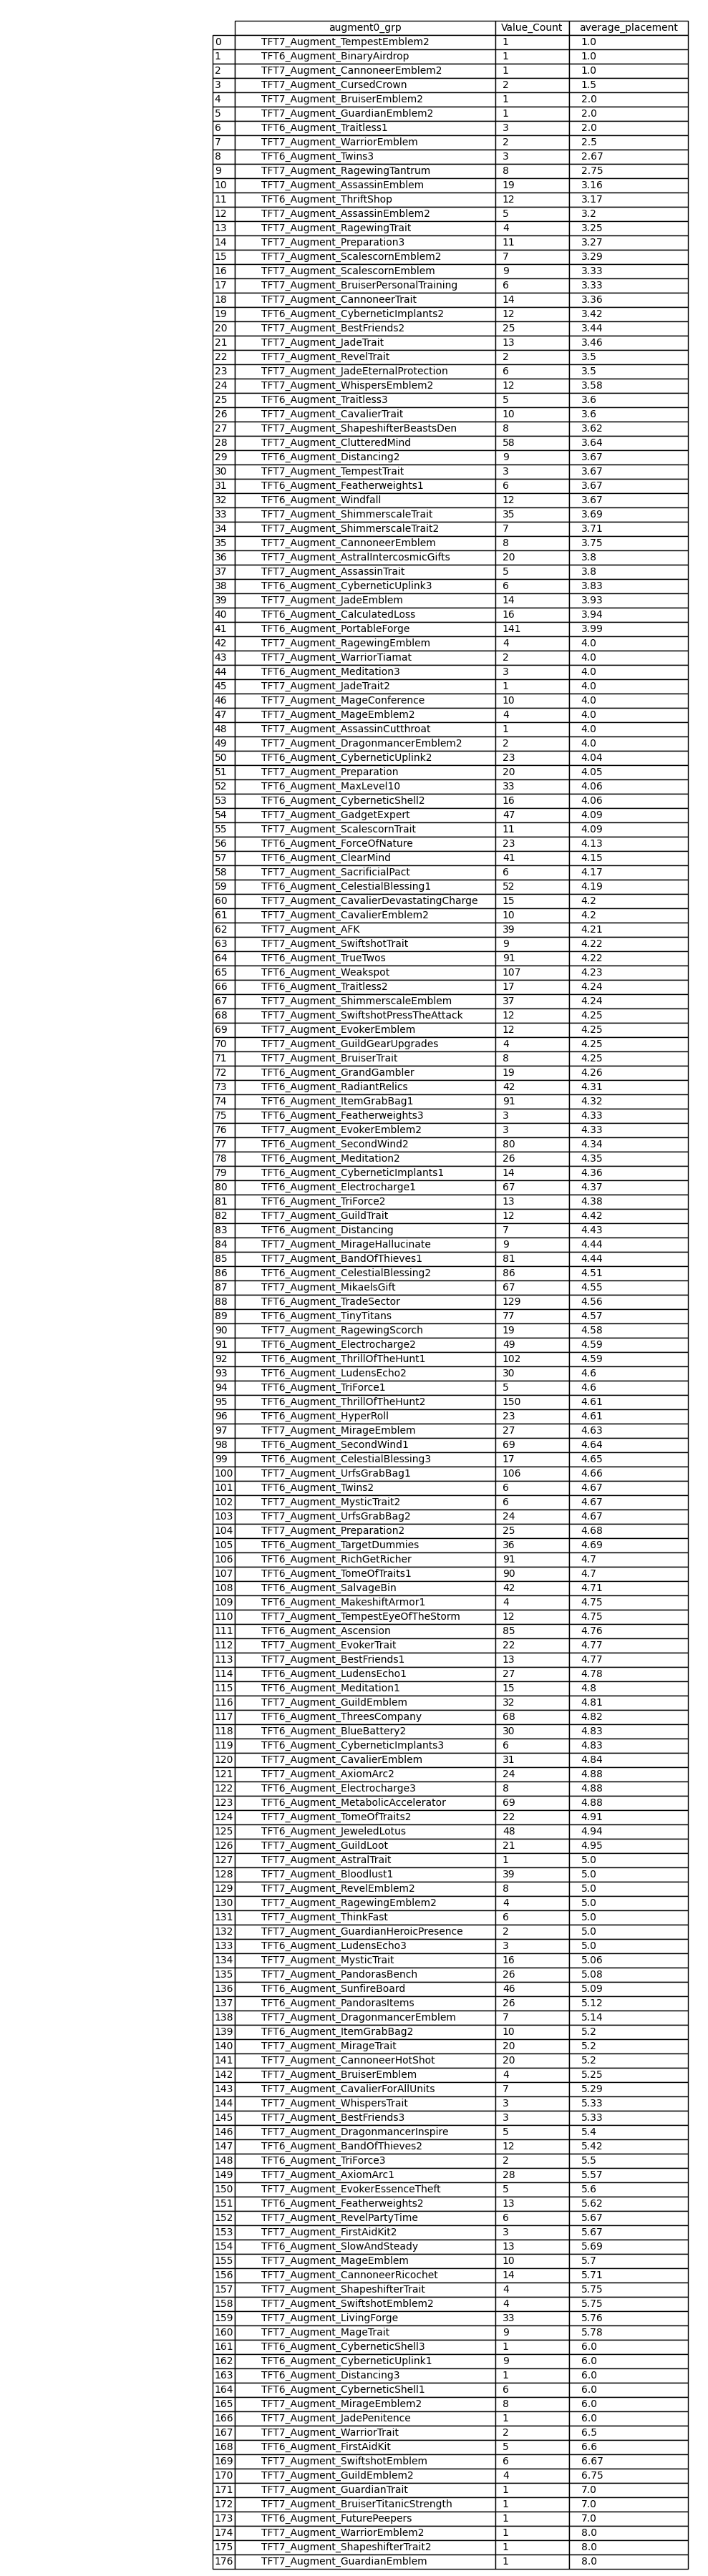 augment0_grp Value_Count average_placement
0 TFT7_Augment_TempestEmblem2 1 1.0
1 TFT6_Augment_BinaryAirdrop 1 1.0
2 TFT7_Augment_CannoneerEmblem2 1 1.0
3 TFT7_Augment_CursedCrown 2 1.5
4 TFT7_Augment_BruiserEmblem2 1 2.0
5 TFT7_Augment_GuardianEmblem2 1 2.0
6 TFT6_Augment_Traitless1 3 2.0
7 TFT7_Augment_WarriorEmblem 2 2.5
8 TFT6_Augment_Twins3 3 2.67
9 TFT7_Augment_RagewingTantrum 8 2.75
10 TFT7_Augment_AssassinEmblem 19 3.16
11 TFT6_Augment_ThriftShop 12 3.17
12 TFT7_Augment_AssassinEmblem2 5 3.2
13 TFT7_Augment_RagewingTrait 4 3.25
14 TFT7_Augment_Preparation3 11 3.27
15 TFT7_Augment_ScalescornEmblem2 7 3.29
16 TFT7_Augment_ScalescornEmblem 9 3.33
17 TFT7_Augment_BruiserPersonalTraining 6 3.33
18 TFT7_Augment_CannoneerTrait 14 3.36
19 TFT6_Augment_CyberneticImplants2 12 3.42
20 TFT7_Augment_BestFriends2 25 3.44
21 TFT7_Augment_JadeTrait 13 3.46
22 TFT7_Augment_RevelTrait 2 3.5
23 TFT7_Augment_JadeEternalProtection 6 3.5
24 TFT7_Augment_WhispersEmblem2 12 3.58
25 TFT6_Augment_Traitless3 5 3.6
26 TFT7_Augment_CavalierTrait 10 3.6
27 TFT7_Augment_ShapeshifterBeastsDen 8 3.62
28 TFT7_Augment_ClutteredMind 58 3.64
29 TFT6_Augment_Distancing2 9 3.67
30 TFT7_Augment_TempestTrait 3 3.67
31 TFT6_Augment_Featherweights1 6 3.67
32 TFT6_Augment_Windfall 12 3.67
33 TFT7_Augment_ShimmerscaleTrait 35 3.69
34 TFT7_Augment_ShimmerscaleTrait2 7 3.71
35 TFT7_Augment_CannoneerEmblem 8 3.75
36 TFT7_Augment_AstralIntercosmicGifts 20 3.8
37 TFT7_Augment_AssassinTrait 5 3.8
38 TFT6_Augment_CyberneticUplink3 6 3.83
39 TFT7_Augment_JadeEmblem 14 3.93
40 TFT6_Augment_CalculatedLoss 16 3.94
41 TFT6_Augment_PortableForge 141 3.99
42 TFT7_Augment_RagewingEmblem 4 4.0
43 TFT7_Augment_WarriorTiamat 2 4.0
44 TFT6_Augment_Meditation3 3 4.0
45 TFT7_Augment_JadeTrait2 1 4.0
46 TFT7_Augment_MageConference 10 4.0
47 TFT7_Augment_MageEmblem2 4 4.0
48 TFT7_Augment_AssassinCutthroat 1 4.0
49 TFT7_Augment_DragonmancerEmblem2 2 4.0
50 TFT6_Augment_CyberneticUplink2 23 4.04
51 TFT7_Augment_Preparation 20 4.05
52 TFT6_Augment_MaxLevel10 33 4.06
53 TFT6_Augment_CyberneticShell2 16 4.06
54 TFT7_Augment_GadgetExpert 47 4.09
55 TFT7_Augment_ScalescornTrait 11 4.09
56 TFT6_Augment_ForceOfNature 23 4.13
57 TFT6_Augment_ClearMind 41 4.15
58 TFT7_Augment_SacrificialPact 6 4.17
59 TFT6_Augment_CelestialBlessing1 52 4.19
60 TFT7_Augment_CavalierDevastatingCharge 15 4.2
61 TFT7_Augment_CavalierEmblem2 10 4.2
62 TFT7_Augment_AFK 39 4.21
63 TFT7_Augment_SwiftshotTrait 9 4.22
64 TFT6_Augment_TrueTwos 91 4.22
65 TFT6_Augment_Weakspot 107 4.23
66 TFT6_Augment_Traitless2 17 4.24
67 TFT7_Augment_ShimmerscaleEmblem 37 4.24
68 TFT7_Augment_SwiftshotPressTheAttack 12 4.25
69 TFT7_Augment_EvokerEmblem 12 4.25
70 TFT7_Augment_GuildGearUpgrades 4 4.25
71 TFT7_Augment_BruiserTrait 8 4.25
72 TFT6_Augment_GrandGambler 19 4.26
73 TFT6_Augment_RadiantRelics 42 4.31
74 TFT6_Augment_ItemGrabBag1 91 4.32
75 TFT6_Augment_Featherweights3 3 4.33
76 TFT7_Augment_EvokerEmblem2 3 4.33
77 TFT6_Augment_SecondWind2 80 4.34
78 TFT6_Augment_Meditation2 26 4.35
79 TFT6_Augment_CyberneticImplants1 14 4.36
80 TFT6_Augment_Electrocharge1 67 4.37
81 TFT6_Augment_TriForce2 13 4.38
82 TFT7_Augment_GuildTrait 12 4.42
83 TFT6_Augment_Distancing 7 4.43
84 TFT7_Augment_MirageHallucinate 9 4.44
85 TFT7_Augment_BandOfThieves1 81 4.44
86 TFT6_Augment_CelestialBlessing2 86 4.51
87 TFT7_Augment_MikaelsGift 67 4.55
88 TFT6_Augment_TradeSector 129 4.56
89 TFT6_Augment_TinyTitans 77 4.57
90 TFT7_Augment_RagewingScorch 19 4.58
91 TFT6_Augment_Electrocharge2 49 4.59
92 TFT6_Augment_ThrillOfTheHunt1 102 4.59
93 TFT6_Augment_LudensEcho2 30 4.6
94 TFT6_Augment_TriForce1 5 4.6
95 TFT6_Augment_ThrillOfTheHunt2 150 4.61
96 TFT6_Augment_HyperRoll 23 4.61
97 TFT7_Augment_MirageEmblem 27 4.63
98 TFT6_Augment_SecondWind1 69 4.64
99 TFT6_Augment_CelestialBlessing3 17 4.65
100 TFT7_Augment_UrfsGrabBag1 106 4.66
101 TFT6_Augment_Twins2 6 4.67
102 TFT7_Augment_MysticTrait2 6 4.67
103 TFT7_Augment_UrfsGrabBag2 24 4.67
104 TFT7_Augment_Preparation2 25 4.68
105 TFT6_Augment_TargetDummies 36 4.69
106 TFT6_Augment_RichGetRicher 91 4.7
107 TFT6_Augment_TomeOfTraits1 90 4.7
108 TFT6_Augment_SalvageBin 42 4.71
109 TFT6_Augment_MakeshiftArmor1 4 4.75
110 TFT7_Augment_TempestEyeOfTheStorm 12 4.75
111 TFT6_Augment_Ascension 85 4.76
112 TFT7_Augment_EvokerTrait 22 4.77
113 TFT7_Augment_BestFriends1 13 4.77
114 TFT6_Augment_LudensEcho1 27 4.78
115 TFT6_Augment_Meditation1 15 4.8
116 TFT7_Augment_GuildEmblem 32 4.81
117 TFT6_Augment_ThreesCompany 68 4.82
118 TFT6_Augment_BlueBattery2 30 4.83
119 TFT6_Augment_CyberneticImplants3 6 4.83
120 TFT7_Augment_CavalierEmblem 31 4.84
121 TFT7_Augment_AxiomArc2 24 4.88
122 TFT6_Augment_Electrocharge3 8 4.88
123 TFT6_Augment_MetabolicAccelerator 69 4.88
124 TFT7_Augment_TomeOfTraits2 22 4.91
125 TFT6_Augment_JeweledLotus 48 4.94
126 TFT7_Augment_GuildLoot 21 4.95
127 TFT7_Augment_AstralTrait 1 5.0
128 TFT7_Augment_Bloodlust1 39 5.0
129 TFT7_Augment_RevelEmblem2 8 5.0
130 TFT7_Augment_RagewingEmblem2 4 5.0
131 TFT7_Augment_ThinkFast 6 5.0
132 TFT7_Augment_GuardianHeroicPresence 2 5.0
133 TFT6_Augment_LudensEcho3 3 5.0
134 TFT7_Augment_MysticTrait 16 5.06
135 TFT7_Augment_PandorasBench 26 5.08
136 TFT6_Augment_SunfireBoard 46 5.09
137 TFT6_Augment_PandorasItems 26 5.12
138 TFT7_Augment_DragonmancerEmblem 7 5.14
139 TFT6_Augment_ItemGrabBag2 10 5.2
140 TFT7_Augment_MirageTrait 20 5.2
141 TFT7_Augment_CannoneerHotShot 20 5.2
142 TFT7_Augment_BruiserEmblem 4 5.25
143 TFT7_Augment_CavalierForAllUnits 7 5.29
144 TFT7_Augment_WhispersTrait 3 5.33
145 TFT7_Augment_BestFriends3 3 5.33
146 TFT7_Augment_DragonmancerInspire 5 5.4
147 TFT6_Augment_BandOfThieves2 12 5.42
148 TFT6_Augment_TriForce3 2 5.5
149 TFT7_Augment_AxiomArc1 28 5.57
150 TFT7_Augment_EvokerEssenceTheft 5 5.6
151 TFT6_Augment_Featherweights2 13 5.62
152 TFT7_Augment_RevelPartyTime 6 5.67
153 TFT7_Augment_FirstAidKit2 3 5.67
154 TFT6_Augment_SlowAndSteady 13 5.69
155 TFT7_Augment_MageEmblem 10 5.7
156 TFT7_Augment_CannoneerRicochet 14 5.71
157 TFT7_Augment_ShapeshifterTrait 4 5.75
158 TFT7_Augment_SwiftshotEmblem2 4 5.75
159 TFT7_Augment_LivingForge 33 5.76
160 TFT7_Augment_MageTrait 9 5.78
161 TFT6_Augment_CyberneticShell3 1 6.0
162 TFT6_Augment_CyberneticUplink1 9 6.0
163 TFT6_Augment_Distancing3 1 6.0
164 TFT6_Augment_CyberneticShell1 6 6.0
165 TFT7_Augment_MirageEmblem2 8 6.0
166 TFT7_Augment_JadePenitence 1 6.0
167 TFT7_Augment_WarriorTrait 2 6.5
168 TFT6_Augment_FirstAidKit 5 6.6
169 TFT7_Augment_SwiftshotEmblem 6 6.67
170 TFT7_Augment_GuildEmblem2 4 6.75
171 TFT7_Augment_GuardianTrait 1 7.0
172 TFT7_Augment_BruiserTitanicStrength 1 7.0
173 TFT6_Augment_FuturePeepers 1 7.0
174 TFT7_Augment_WarriorEmblem2 1 8.0
175 TFT7_Augment_ShapeshifterTrait2 1 8.0
176 TFT7_Augment_GuardianEmblem 1 8.0